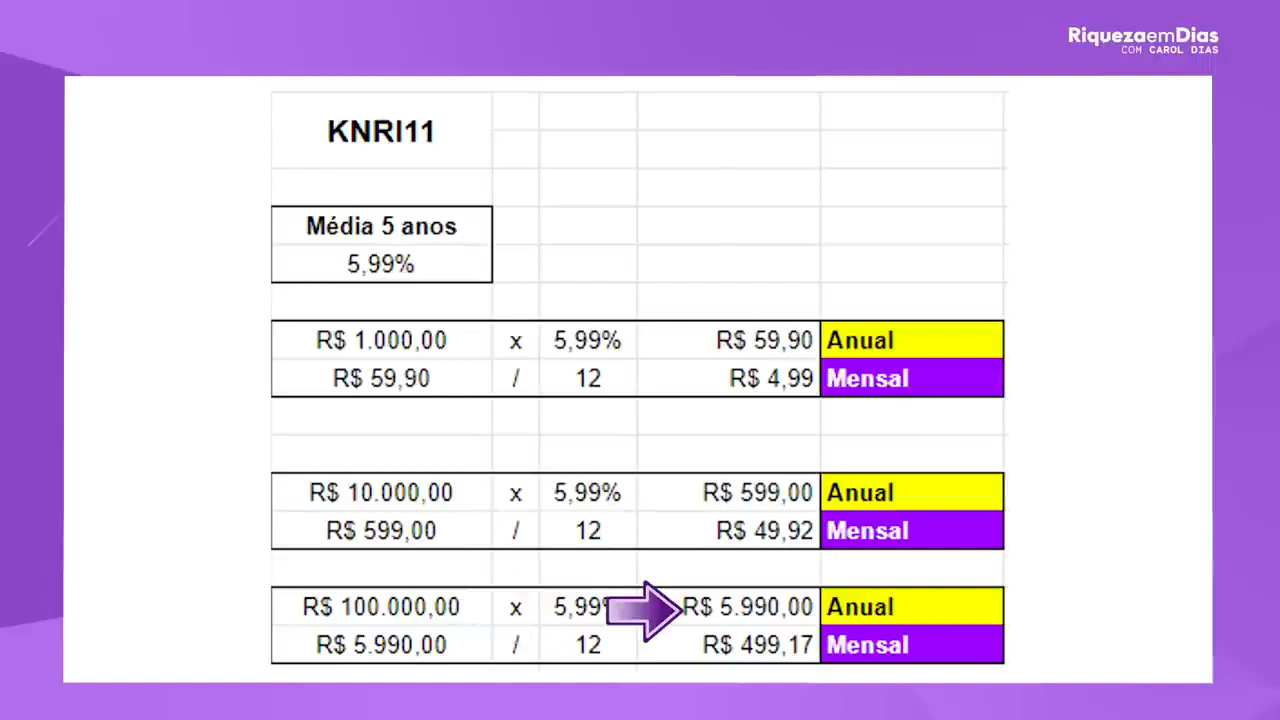 RiquezaemDias
COM CAROL DIAS
KNRI11
Média 5 anos
5,99%
R$ 1.000,00 x 5,99% R$ 59,90 Anual
R$ 59,90 / 12 R$ 4,99 Mensal
R$ 10.000,00 x 5,99% R$ 599,00 Anual
R$ 599,00 / 12 R$ 49,92 Mensal
R$ 100.000,00 x 5,99% R$ 5.990,00 Anual
R$ 5.990,00 / 12 R$ 499,17 Mensal